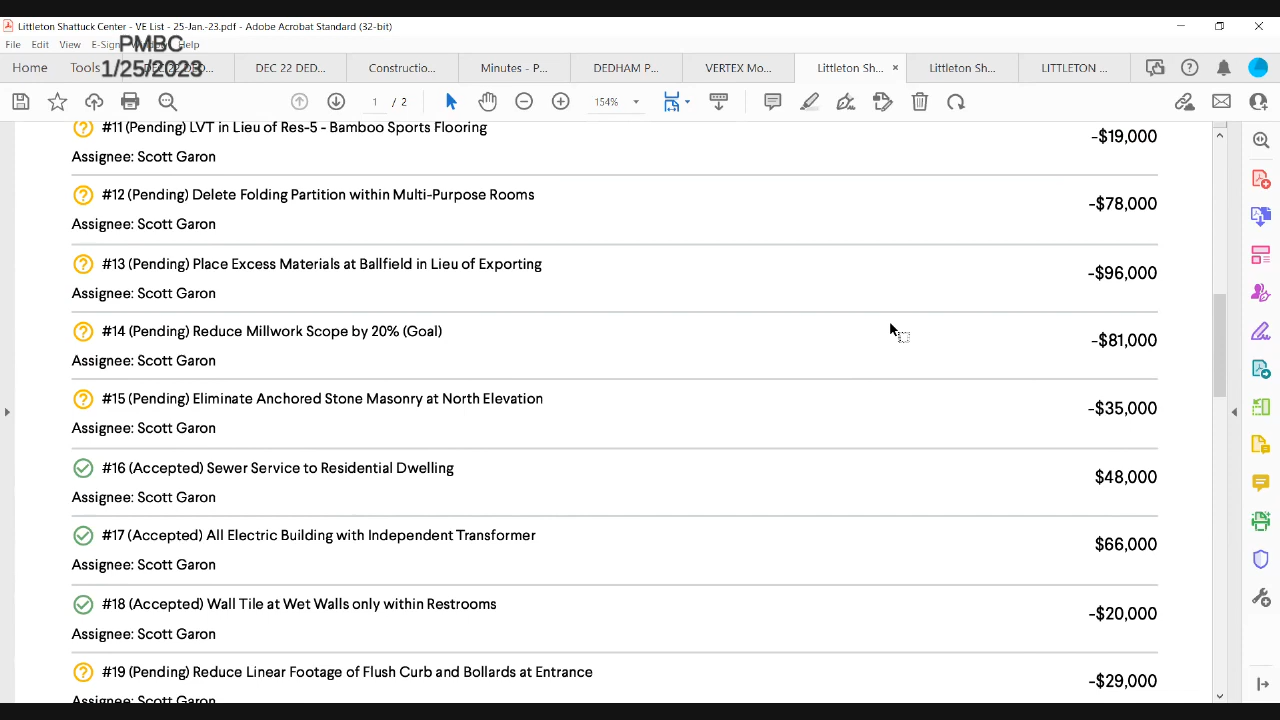 Littleton Shattuck Center - VE List - 25-Jan.-23.pdf - Adobe Acrobat Standard (32-bit)
File Edit View E-Sign Help
PMBC
1/25/2023
Home Tools DEC 22 DED... Constructio... Minutes - P... DEDHAM P... VERTEX Mo... Littleton Sh... × Littleton Sh... LITTLETON ...
1 / 2 154%
#11 (Pending) LVT in Lieu of Res-5 - Bamboo Sports Flooring -$19,000
Assignee: Scott Garon
#12 (Pending) Delete Folding Partition within Multi-Purpose Rooms -$78,000
Assignee: Scott Garon
#13 (Pending) Place Excess Materials at Ballfield in Lieu of Exporting -$96,000
Assignee: Scott Garon
#14 (Pending) Reduce Millwork Scope by 20% (Goal) -$81,000
Assignee: Scott Garon
#15 (Pending) Eliminate Anchored Stone Masonry at North Elevation -$35,000
Assignee: Scott Garon
#16 (Accepted) Sewer Service to Residential Dwelling $48,000
Assignee: Scott Garon
#17 (Accepted) All Electric Building with Independent Transformer $66,000
Assignee: Scott Garon
#18 (Accepted) Wall Tile at Wet Walls only within Restrooms -$20,000
Assignee: Scott Garon
#19 (Pending) Reduce Linear Footage of Flush Curb and Bollards at Entrance -$29,000
Assignee: Scott Garon